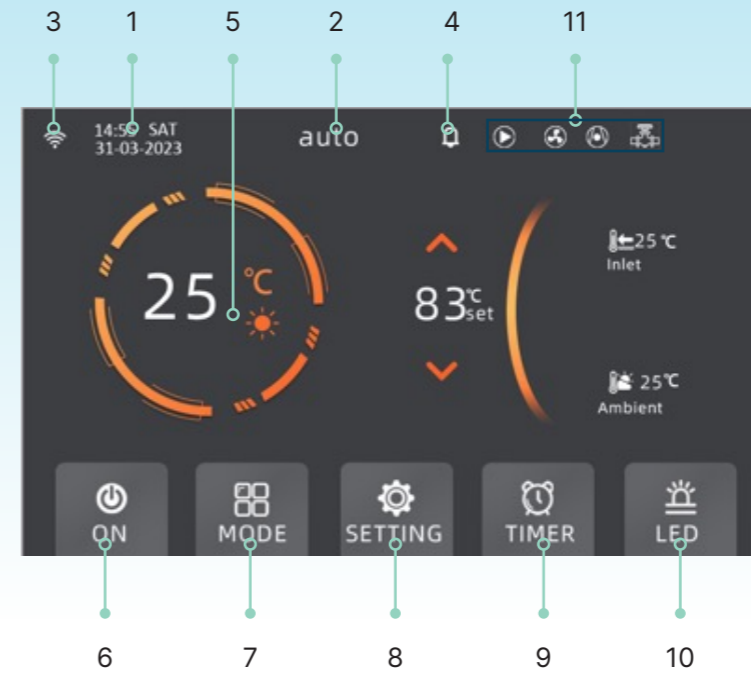 3 1 5 2 4 11
14:55 SAT
31-03-2023
auto
25 ℃
83 ℃
set
25 ℃
Inlet
25 ℃
Ambient
ON MODE SETTING TIMER LED
6 7 8 9 10